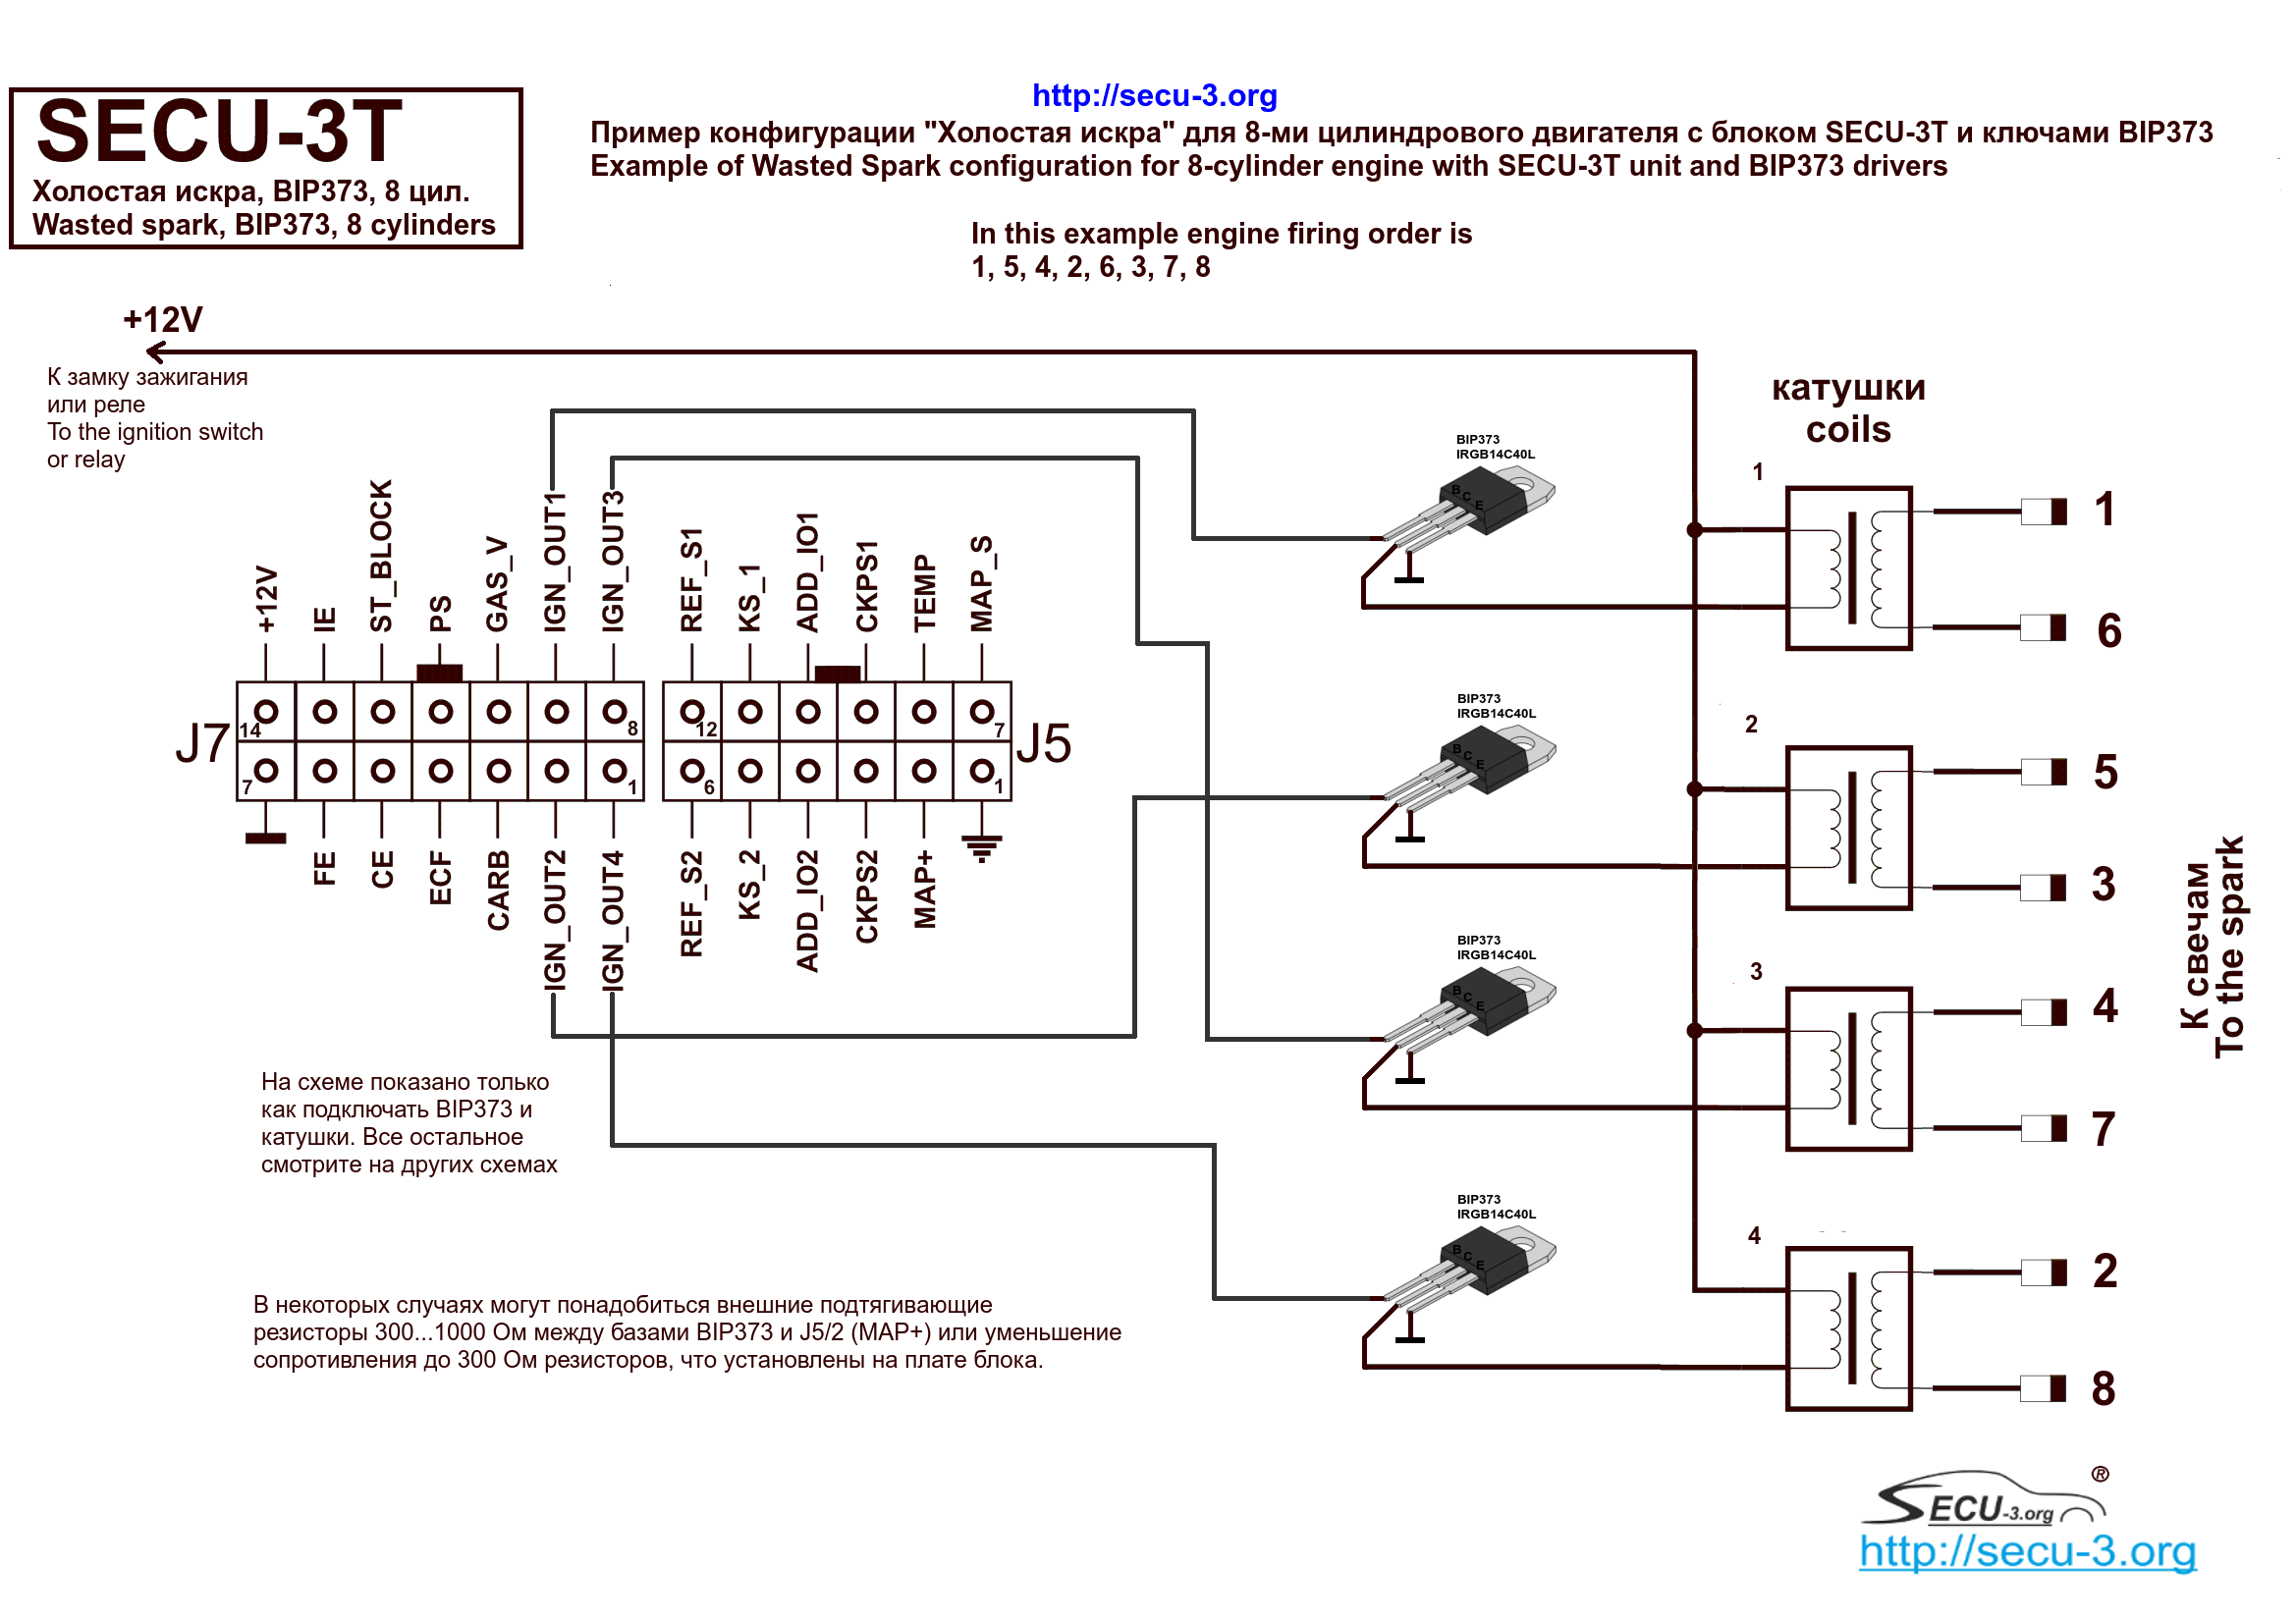 SECU-3T
Холостая искра, BIP373, 8 цил.
Wasted spark, BIP373, 8 cylinders
http://secu-3.org
Пример конфигурации "Холостая искра" для 8-ми цилиндрового двигателя с блоком SECU-3T и ключами BIP373
Example of Wasted Spark configuration for 8-cylinder engine with SECU-3T unit and BIP373 drivers
In this example engine firing order is
1, 5, 4, 2, 6, 3, 7, 8
+12V
К замку зажигания
или реле
To the ignition switch
or relay
+12V
IE
ST_BLOCK
PS
GAS_V
IGN_OUT1
IGN_OUT3
REF_S1
KS_1
ADD_IO1
CKPS1
TEMP
MAP_S
J7
14
8
7
1
12
7
6
1
J5
FE
CE
ECF
CARB
IGN_OUT2
IGN_OUT4
REF_S2
KS_2
ADD_IO2
CKPS2
MAP+
На схеме показано только
как подключать BIP373 и
катушки. Все остальное
смотрите на других схемах
В некоторых случаях могут понадобиться внешние подтягивающие
резисторы 300...1000 Ом между базами BIP373 и J5/2 (MAP+) или уменьшение
сопротивления до 300 Ом резисторов, что установлены на плате блока.
BIP373
IRGB14C40L
B
C
E
BIP373
IRGB14C40L
B
C
E
BIP373
IRGB14C40L
B
C
E
BIP373
IRGB14C40L
B
C
E
катушки
coils
1
1
6
2
5
3
3
4
7
4
2
8
К свечам
To the spark
SECU-3.org ®
http://secu-3.org